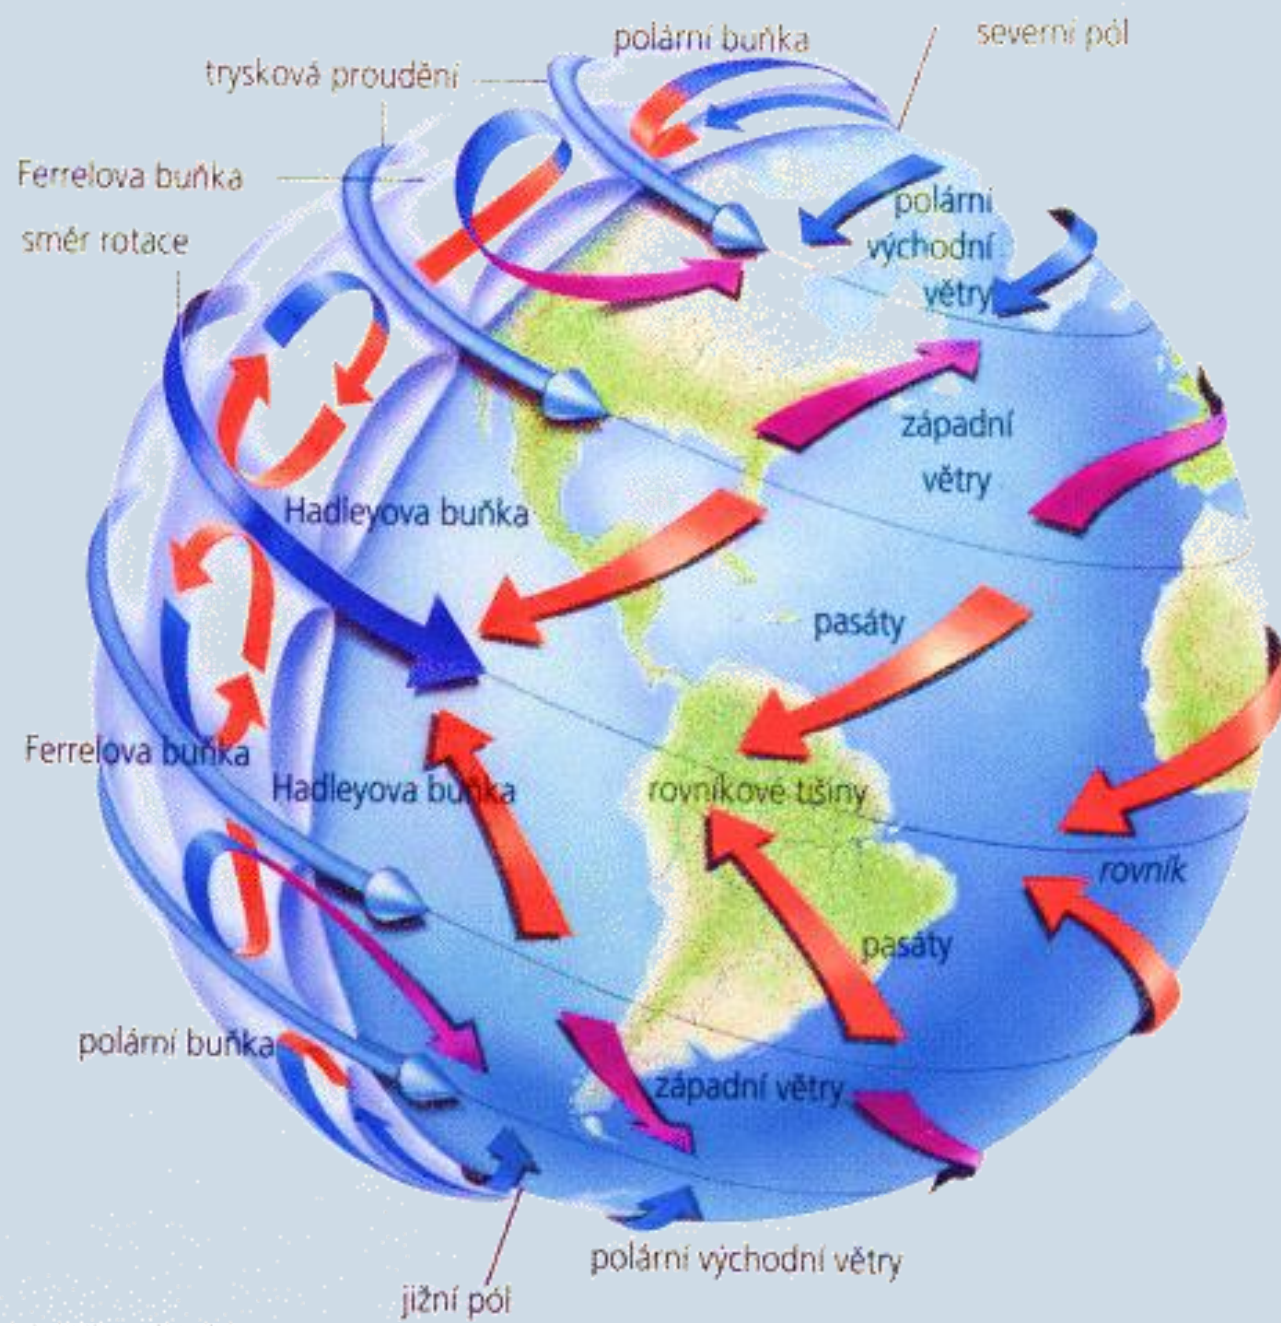 polární buňka
severní pól
trysková proudění
Ferrelova buňka
směr rotace
polární
východní
větry
západní
větry
Hadleyova buňka
pasáty
Ferrelova buňka
Hadleyova buňka
rovníkové tišiny
rovník
pasáty
polární buňka
západní větry
polární východní větry
jižní pól